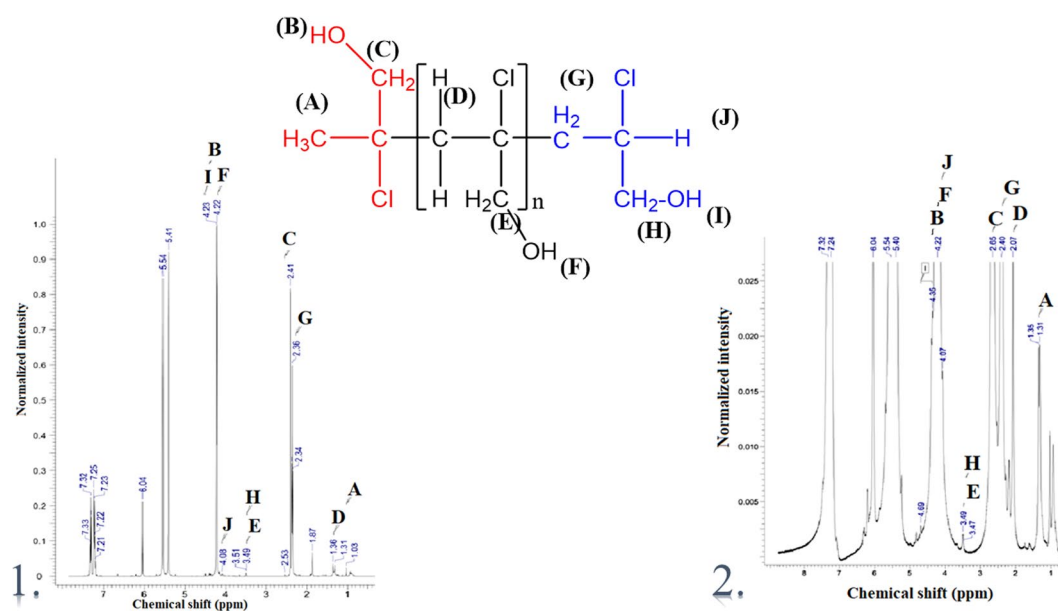 (B)
HO
(C)
CH2
H
Cl
(G)
Cl
(A)
(D)
H2
(J)
H3C
C
C
C
C
C
H
Cl
H
H2C
n
CH2-OH
(I)
(E)
(H)
OH
(F)
B
I F
4.23
4.22
5.54
5.41
C
2.41
G
2.36
2.34
7.32
7.25
7.23
7.33
7.22
7.21
6.04
J
4.08
H
E
3.51
3.49
2.53
1.87
D
A
1.36
1.31
1.03
1.0
0.9
0.8
0.7
0.6
0.5
0.4
0.3
0.2
0.1
0
Normalized intensity
7 6 5 4 3 2 1
Chemical shift (ppm)
1.
J
F
B
G
C D
A
7.32
7.24
6.04
5.54
5.40
4.22
4.35
4.07
4.69
H
E
3.49
3.47
2.65
2.40
2.07
1.35
1.31
0.025
0.020
0.015
0.010
0.005
Normalized intensity
8 7 6 5 4 3 2 1
Chemical shift (ppm)
2.